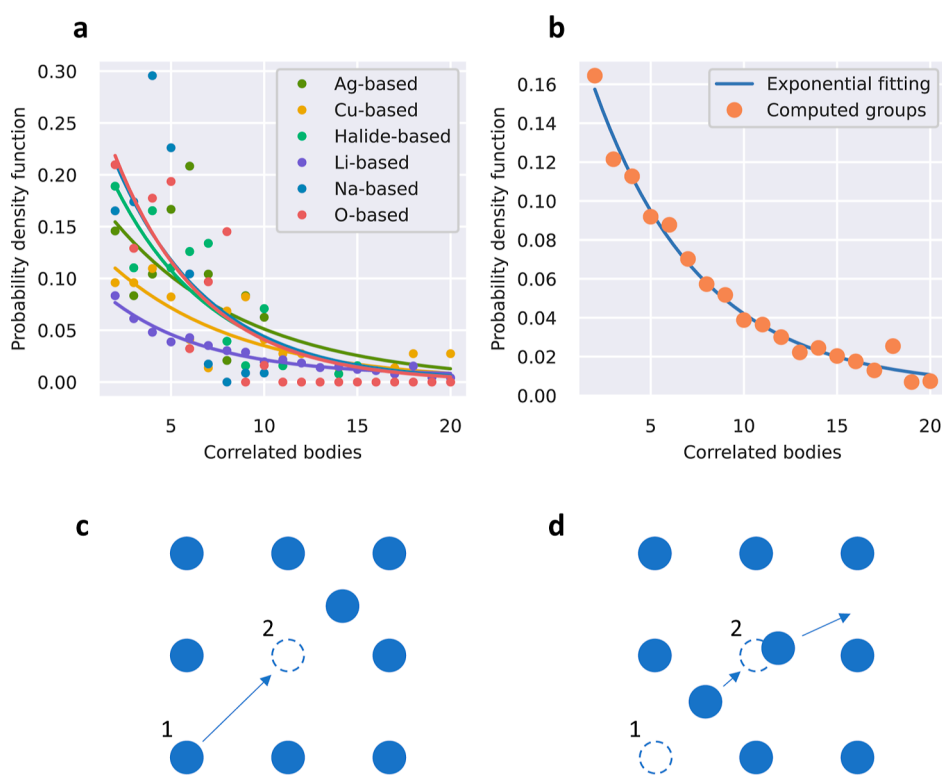 a
b
0.30
0.25
0.20
0.15
0.10
0.05
0.00
Probability density function
Ag-based
Cu-based
Halide-based
Li-based
Na-based
O-based
5
10
15
20
Correlated bodies
0.16
0.14
0.12
0.10
0.08
0.06
0.04
0.02
0.00
Probability density function
Exponential fitting
Computed groups
5
10
15
20
Correlated bodies
c
d
2
1
2
1